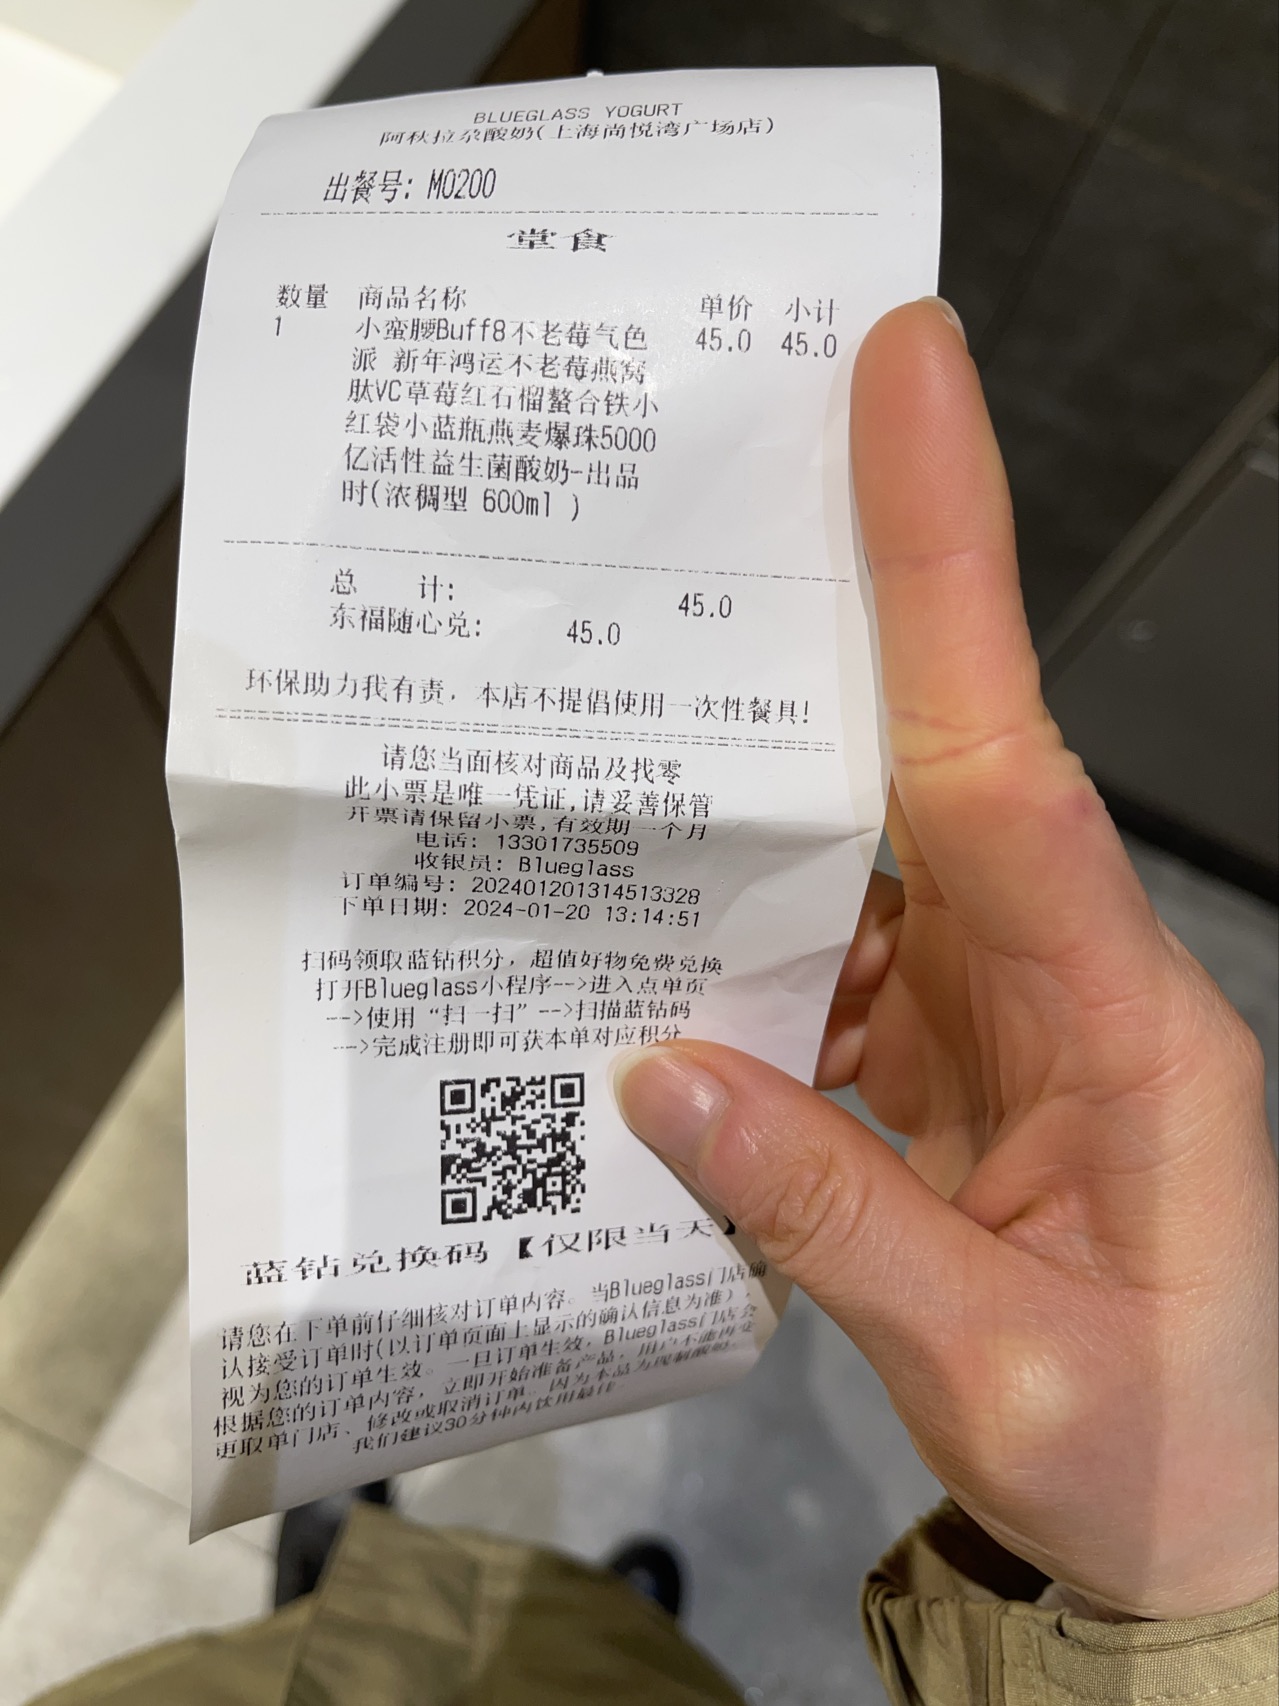 BLUEGLASS YOGURT
阿秋拉尕酸奶(上海尚悦湾广场店)
出餐号: M0200
堂食
数量 商品名称 单价 小计
1 小蛮腰Buff8不老莓气色 45.0 45.0
派 新年鸿运不老莓燕窝
肽VC草莓红石榴螯合铁小
红袋小蓝瓶燕麦爆珠5000
亿活性益生菌酸奶-出品
时(浓稠型 600ml )
总 计: 45.0
东福随心兑: 45.0
环保助力我有责，本店不提倡使用一次性餐具!
请您当面核对商品及找零
此小票是唯一凭证,请妥善保管
开票请保留小票,有效期一个月
电话: 13301735509
收银员: Blueglass
订单编号: 202401201314513328
下单日期: 2024-01-20 13:14:51
扫码领取蓝钻积分，超值好物免费兑换
打开Blueglass小程序-->进入点单页
-->使用“扫一扫”-->扫描蓝钻码
-->完成注册即可获本单对应积分
蓝钻兑换码【仅限当天】
请您在下单前仔细核对订单内容。当Blueglass门店确
认接受订单时(以订单页面上显示的确认信息为准)，
视为您的订单生效。一旦订单生效，Blueglass门店会
根据您的订单内容，立即开始准备产品，用户不能再变
更取单门店、修改或取消订单。因为本品为现制酸奶，
我们建议30分钟内饮用最佳